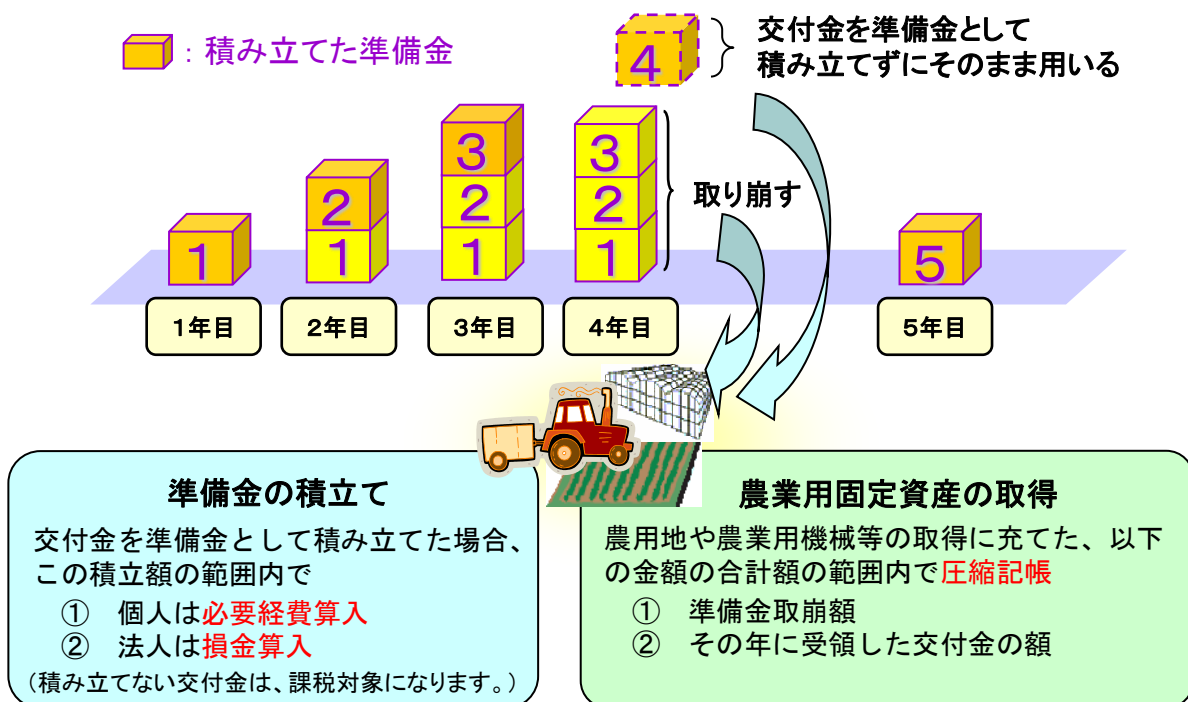 ：積み立てた準備金
4
交付金を準備金として
積み立てずにそのまま用いる
1
2
1
3
2
1
3
2
1
取り崩す
5
1年目
2年目
3年目
4年目
5年目
準備金の積立て
交付金を準備金として積み立てた場合、
この積立額の範囲内で
① 個人は必要経費算入
② 法人は損金算入
（積み立てない交付金は、課税対象になります。）
農業用固定資産の取得
農用地や農業用機械等の取得に充てた、以下
の金額の合計額の範囲内で圧縮記帳
① 準備金取崩額
② その年に受領した交付金の額